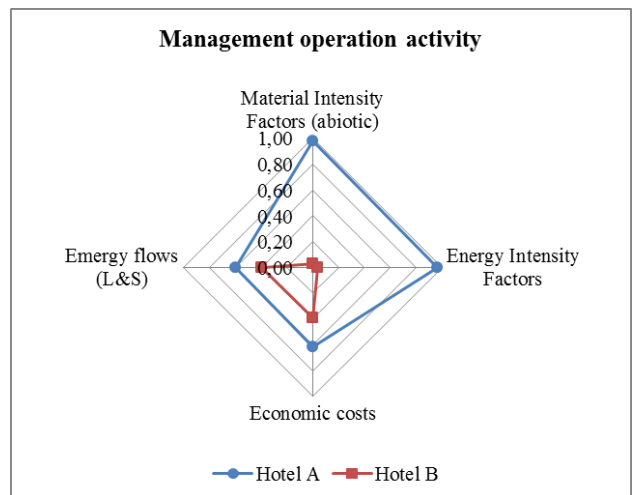 Management operation activity
Material Intensity
Factors (abiotic)
1,00
0,80
0,60
0,40
0,20
0,00
Emergy flows
(L&S)
Energy Intensity
Factors
Economic costs
Hotel A
Hotel B